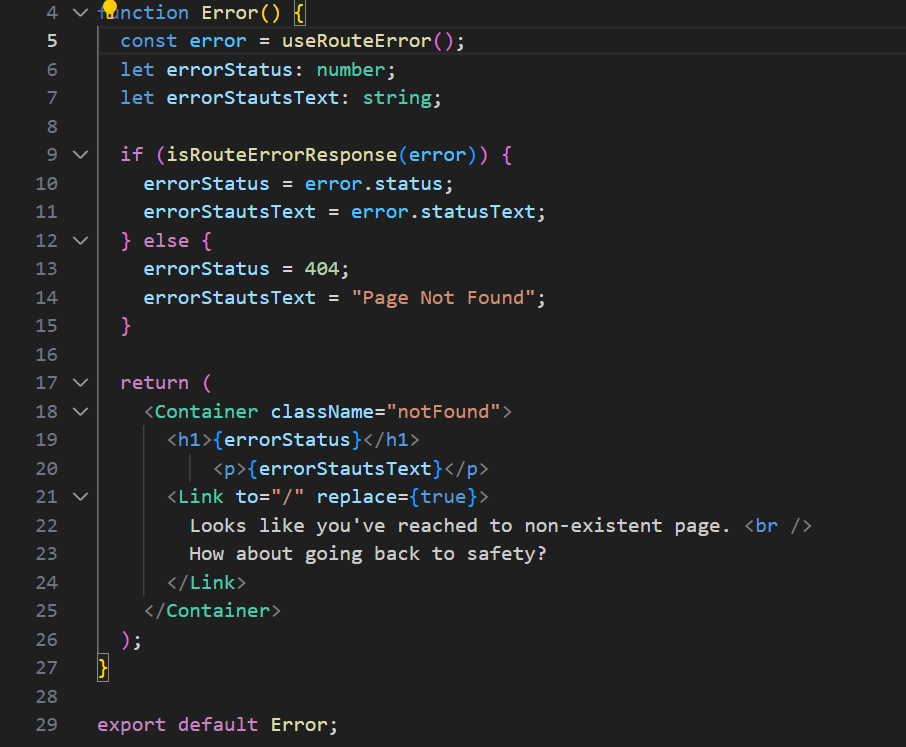 4 function Error() {
5 const error = useRouteError();
6 let errorStatus: number;
7 let errorStautsText: string;
8
9 if (isRouteErrorResponse(error)) {
10 errorStatus = error.status;
11 errorStautsText = error.statusText;
12 } else {
13 errorStatus = 404;
14 errorStautsText = "Page Not Found";
15 }
16
17 return (
18 <Container className="notFound">
19 <h1>{errorStatus}</h1>
20 <p>{errorStautsText}</p>
21 <Link to="/" replace={true}>
22 Looks like you've reached to non-existent page. <br />
23 How about going back to safety?
24 </Link>
25 </Container>
26 );
27 }
28
29 export default Error;